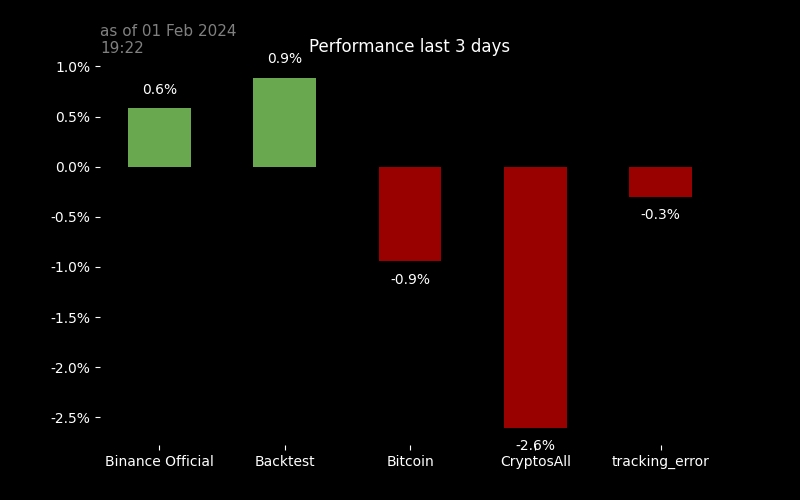 as of 01 Feb 2024
19:22
Performance last 3 days
1.0%
0.5%
0.0%
-0.5%
-1.0%
-1.5%
-2.0%
-2.5%
0.6%
0.9%
-0.9%
-2.6%
-0.3%
Binance Official
Backtest
Bitcoin
CryptosAll
tracking_error